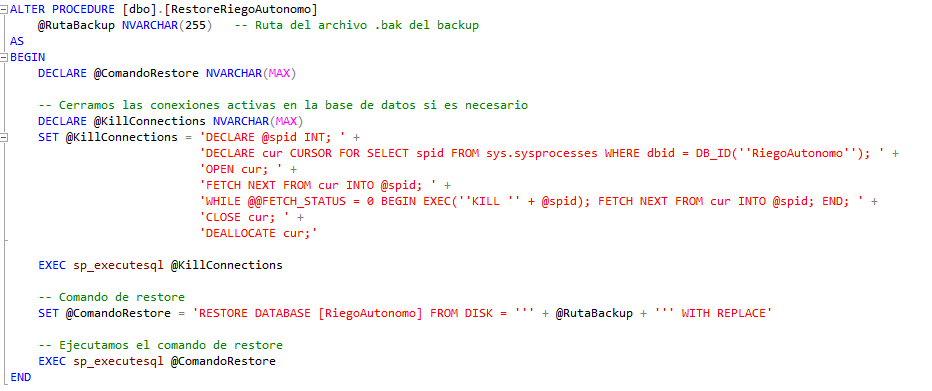 ALTER PROCEDURE [dbo].[RestoreRiegoAutonomo]
    @RutaBackup NVARCHAR(255)   -- Ruta del archivo .bak del backup
AS
BEGIN
    DECLARE @ComandoRestore NVARCHAR(MAX)

    -- Cerramos las conexiones activas en la base de datos si es necesario
    DECLARE @KillConnections NVARCHAR(MAX)
    SET @KillConnections = 'DECLARE @spid INT; ' +
                           'DECLARE cur CURSOR FOR SELECT spid FROM sys.sysprocesses WHERE dbid = DB_ID(''RiegoAutonomo''); ' +
                           'OPEN cur; ' +
                           'FETCH NEXT FROM cur INTO @spid; ' +
                           'WHILE @@FETCH_STATUS = 0 BEGIN EXEC(''KILL '' + @spid); FETCH NEXT FROM cur INTO @spid; END; ' +
                           'CLOSE cur; ' +
                           'DEALLOCATE cur;'

    EXEC sp_executesql @KillConnections

    -- Comando de restore
    SET @ComandoRestore = 'RESTORE DATABASE [RiegoAutonomo] FROM DISK = ''' + @RutaBackup + ''' WITH REPLACE'

    -- Ejecutamos el comando de restore
    EXEC sp_executesql @ComandoRestore
END